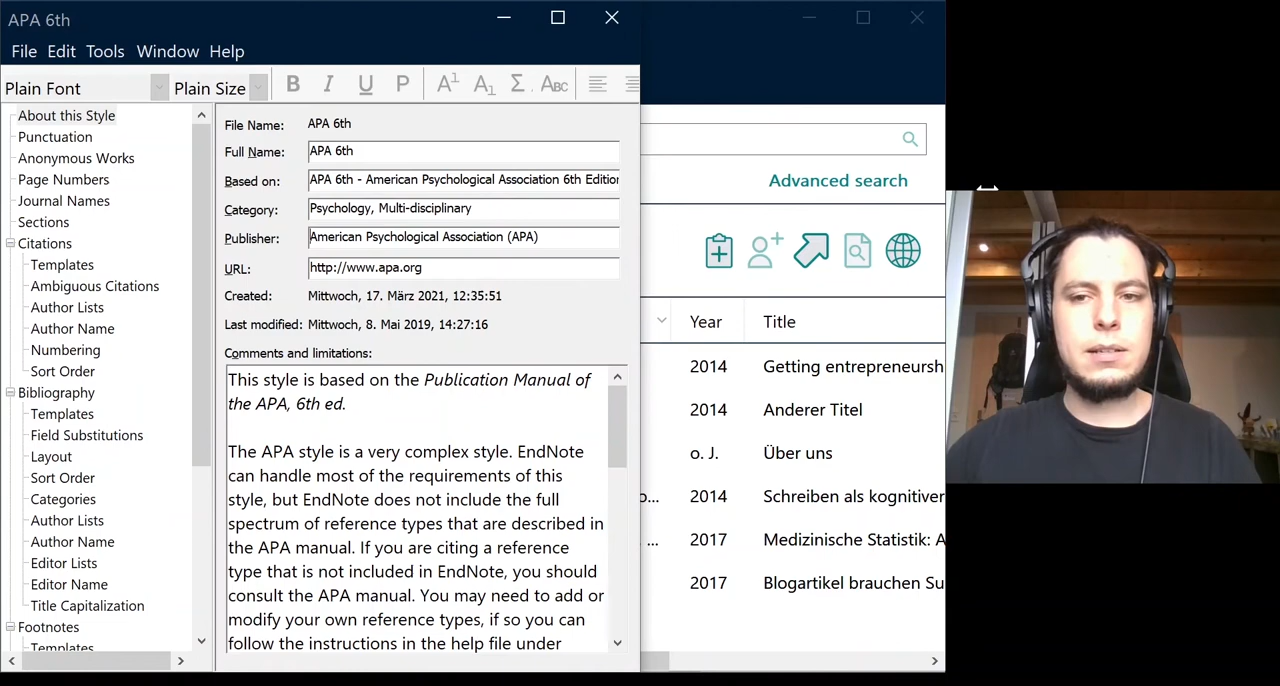 APA 6th
File Edit Tools Window Help
Plain Font Plain Size B I U P A1 A1 Σ ABC
About this Style
Punctuation
Anonymous Works
Page Numbers
Journal Names
Sections
Citations
Templates
Ambiguous Citations
Author Lists
Author Name
Numbering
Sort Order
Bibliography
Templates
Field Substitutions
Layout
Sort Order
Categories
Author Lists
Author Name
Editor Lists
Editor Name
Title Capitalization
Footnotes
Templates
File Name: APA 6th
Full Name: APA 6th
Based on: APA 6th - American Psychological Association 6th Edition
Category: Psychology, Multi-disciplinary
Publisher: American Psychological Association (APA)
URL: http://www.apa.org
Created: Mittwoch, 17. März 2021, 12:35:51
Last modified: Mittwoch, 8. Mai 2019, 14:27:16
Comments and limitations:
This style is based on the Publication Manual of
the APA, 6th ed.
The APA style is a very complex style. EndNote
can handle most of the requirements of this
style, but EndNote does not include the full
spectrum of reference types that are described in
the APA manual. If you are citing a reference
type that is not included in EndNote, you should
consult the APA manual. You may need to add or
modify your own reference types, if so you can
follow the instructions in the help file under
Advanced search
Year Title
2014 Getting entrepreneursh
2014 Anderer Titel
o. J. Über uns
o... 2014 Schreiben als kognitiver
... 2017 Medizinische Statistik: A
2017 Blogartikel brauchen Su